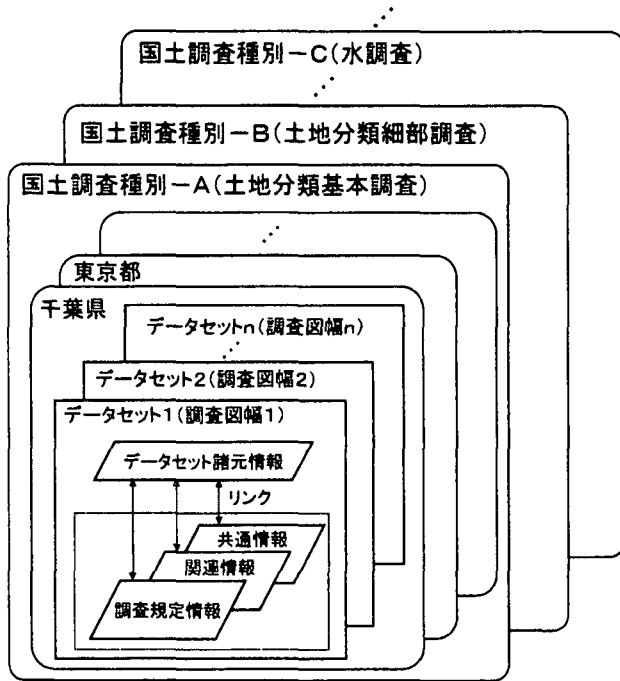 国土調査種別－C(水調査)
国土調査種別－B(土地分類細部調査)
国土調査種別－A(土地分類基本調査)
東京都
千葉県
データセットn(調査図幅n)
データセット2(調査図幅2)
データセット1(調査図幅1)
データセット諸元情報
リンク
共通情報
関連情報
調査規定情報